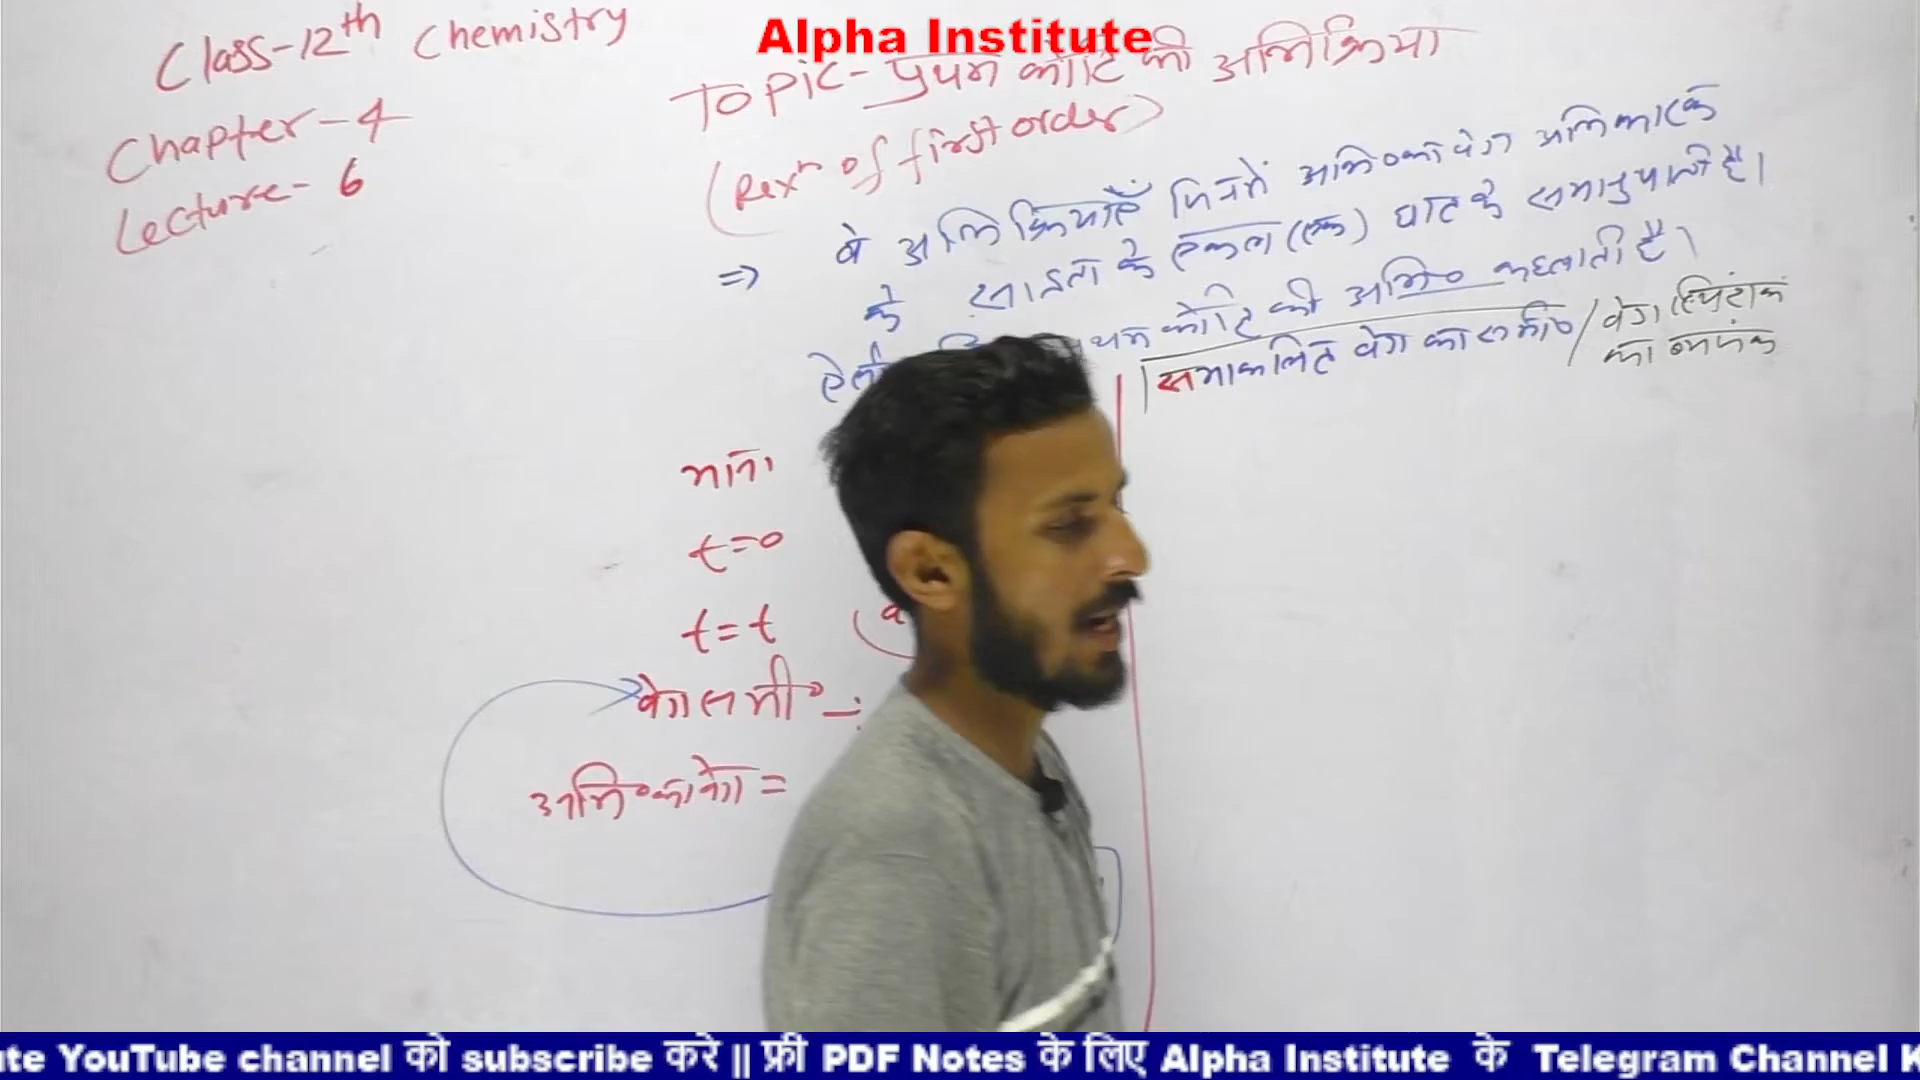 Alpha Institute
Class-12th Chemistry
Chapter-4
Lecture-6
Topic- प्रथम कोटि की अभिक्रिया
(Rexn of first order)
⇒ वे अभिक्रियाएँ जिनमें अभि० का वेग अभिकारक
के सान्द्रता के एकल (एक) घात के समानुपाती है।
कोटि की अभि० कहलाती है।
समाकलित वेग का समी० / वेग स्थिरांक
का व्यंजक
माना
t=0
t=t (a
वेग समी० -:
अभि० का वेग =
te YouTube channel को subscribe करे || फ्री PDF Notes के लिए Alpha Institute के Telegram Channel K